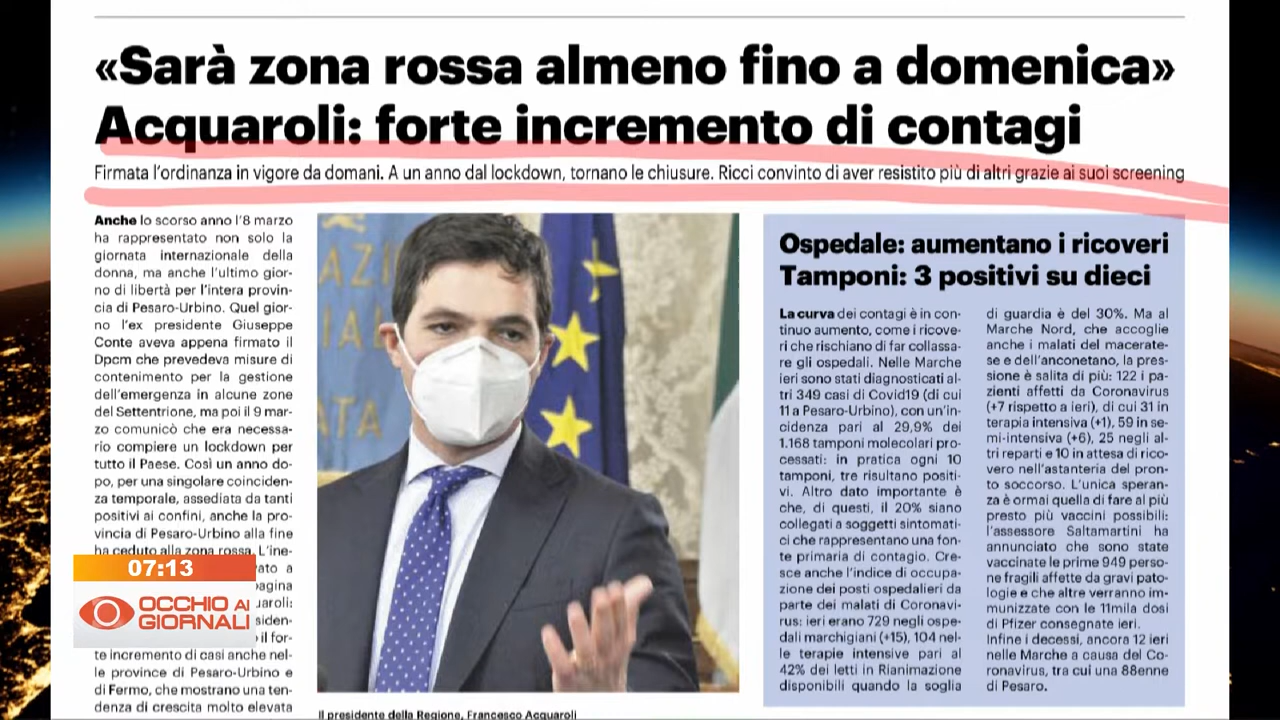 «Sarà zona rossa almeno fino a domenica»
Acquaroli: forte incremento di contagi
Firmata l'ordinanza in vigore da domani. A un anno dal lockdown, tornano le chiusure. Ricci convinto di aver resistito più di altri grazie ai suoi screening
Anche lo scorso anno l'8 marzo
ha rappresentato non solo la
giornata internazionale della
donna, ma anche l'ultimo gior-
no di libertà per l'intera provin-
cia di Pesaro-Urbino. Quel gior-
no l'ex presidente Giuseppe
Conte aveva appena firmato il
Dpcm che prevedeva misure di
contenimento per la gestione
dell'emergenza in alcune zone
del Settentrione, ma poi il 9 mar-
zo comunicò che era necessa-
rio compiere un lockdown per
tutto il Paese. Così un anno do-
po, per una singolare coinciden-
za temporale, assediata da tanti
positivi ai confini, anche la pro-
vincia di Pesaro-Urbino alla fine
ha ceduto alla zona rossa. L'ine-
te incremento di casi anche nel-
le province di Pesaro-Urbino e
di Fermo, che mostrano una ten-
denza di crescita molto elevata
Il presidente della Regione, Francesco Acquaroli
Ospedale: aumentano i ricoveri
Tamponi: 3 positivi su dieci
La curva dei contagi è in con-
tinuo aumento, come i ricove-
ri che rischiano di far collassa-
re gli ospedali. Nelle Marche
ieri sono stati diagnosticati al-
tri 349 casi di Covid19 (di cui
11 a Pesaro-Urbino), con un'in-
cidenza pari al 29,9% dei
1.168 tamponi molecolari pro-
cessati: in pratica ogni 10
tamponi, tre risultano positi-
vi. Altro dato importante è
che, di questi, il 20% siano
collegati a soggetti sintomati-
ci che rappresentano una fon-
te primaria di contagio. Cre-
sce anche l'indice di occupa-
zione dei posti ospedalieri da
parte dei malati di Coronavi-
rus: ieri erano 729 negli ospe-
dali marchigiani (+15), 104 nel-
le terapie intensive pari al
42% dei letti in Rianimazione
disponibili quando la soglia
di guardia è del 30%. Ma al
Marche Nord, che accoglie
anche i malati del macerate-
se e dell'anconetano, la pres-
sione è salita di più: 122 i pa-
zienti affetti da Coronavirus
(+7 rispetto a ieri), di cui 31 in
terapia intensiva (+1), 59 in se-
mi-intensiva (+6), 25 negli al-
tri reparti e 10 in attesa di rico-
vero nell'astanteria del pron-
to soccorso. L'unica speran-
za è ormai quella di fare al più
presto più vaccini possibili:
l'assessore Saltamartini ha
annunciato che sono state
vaccinate le prime 949 perso-
ne fragili affette da gravi pato-
logie e che altre verranno im-
munizzate con le 11mila dosi
di Pfizer consegnate ieri.
Infine i decessi, ancora 12 ieri
nelle Marche a causa del Co-
ronavirus, tra cui una 88enne
di Pesaro.
07:13
OCCHIO AI
GIORNALI